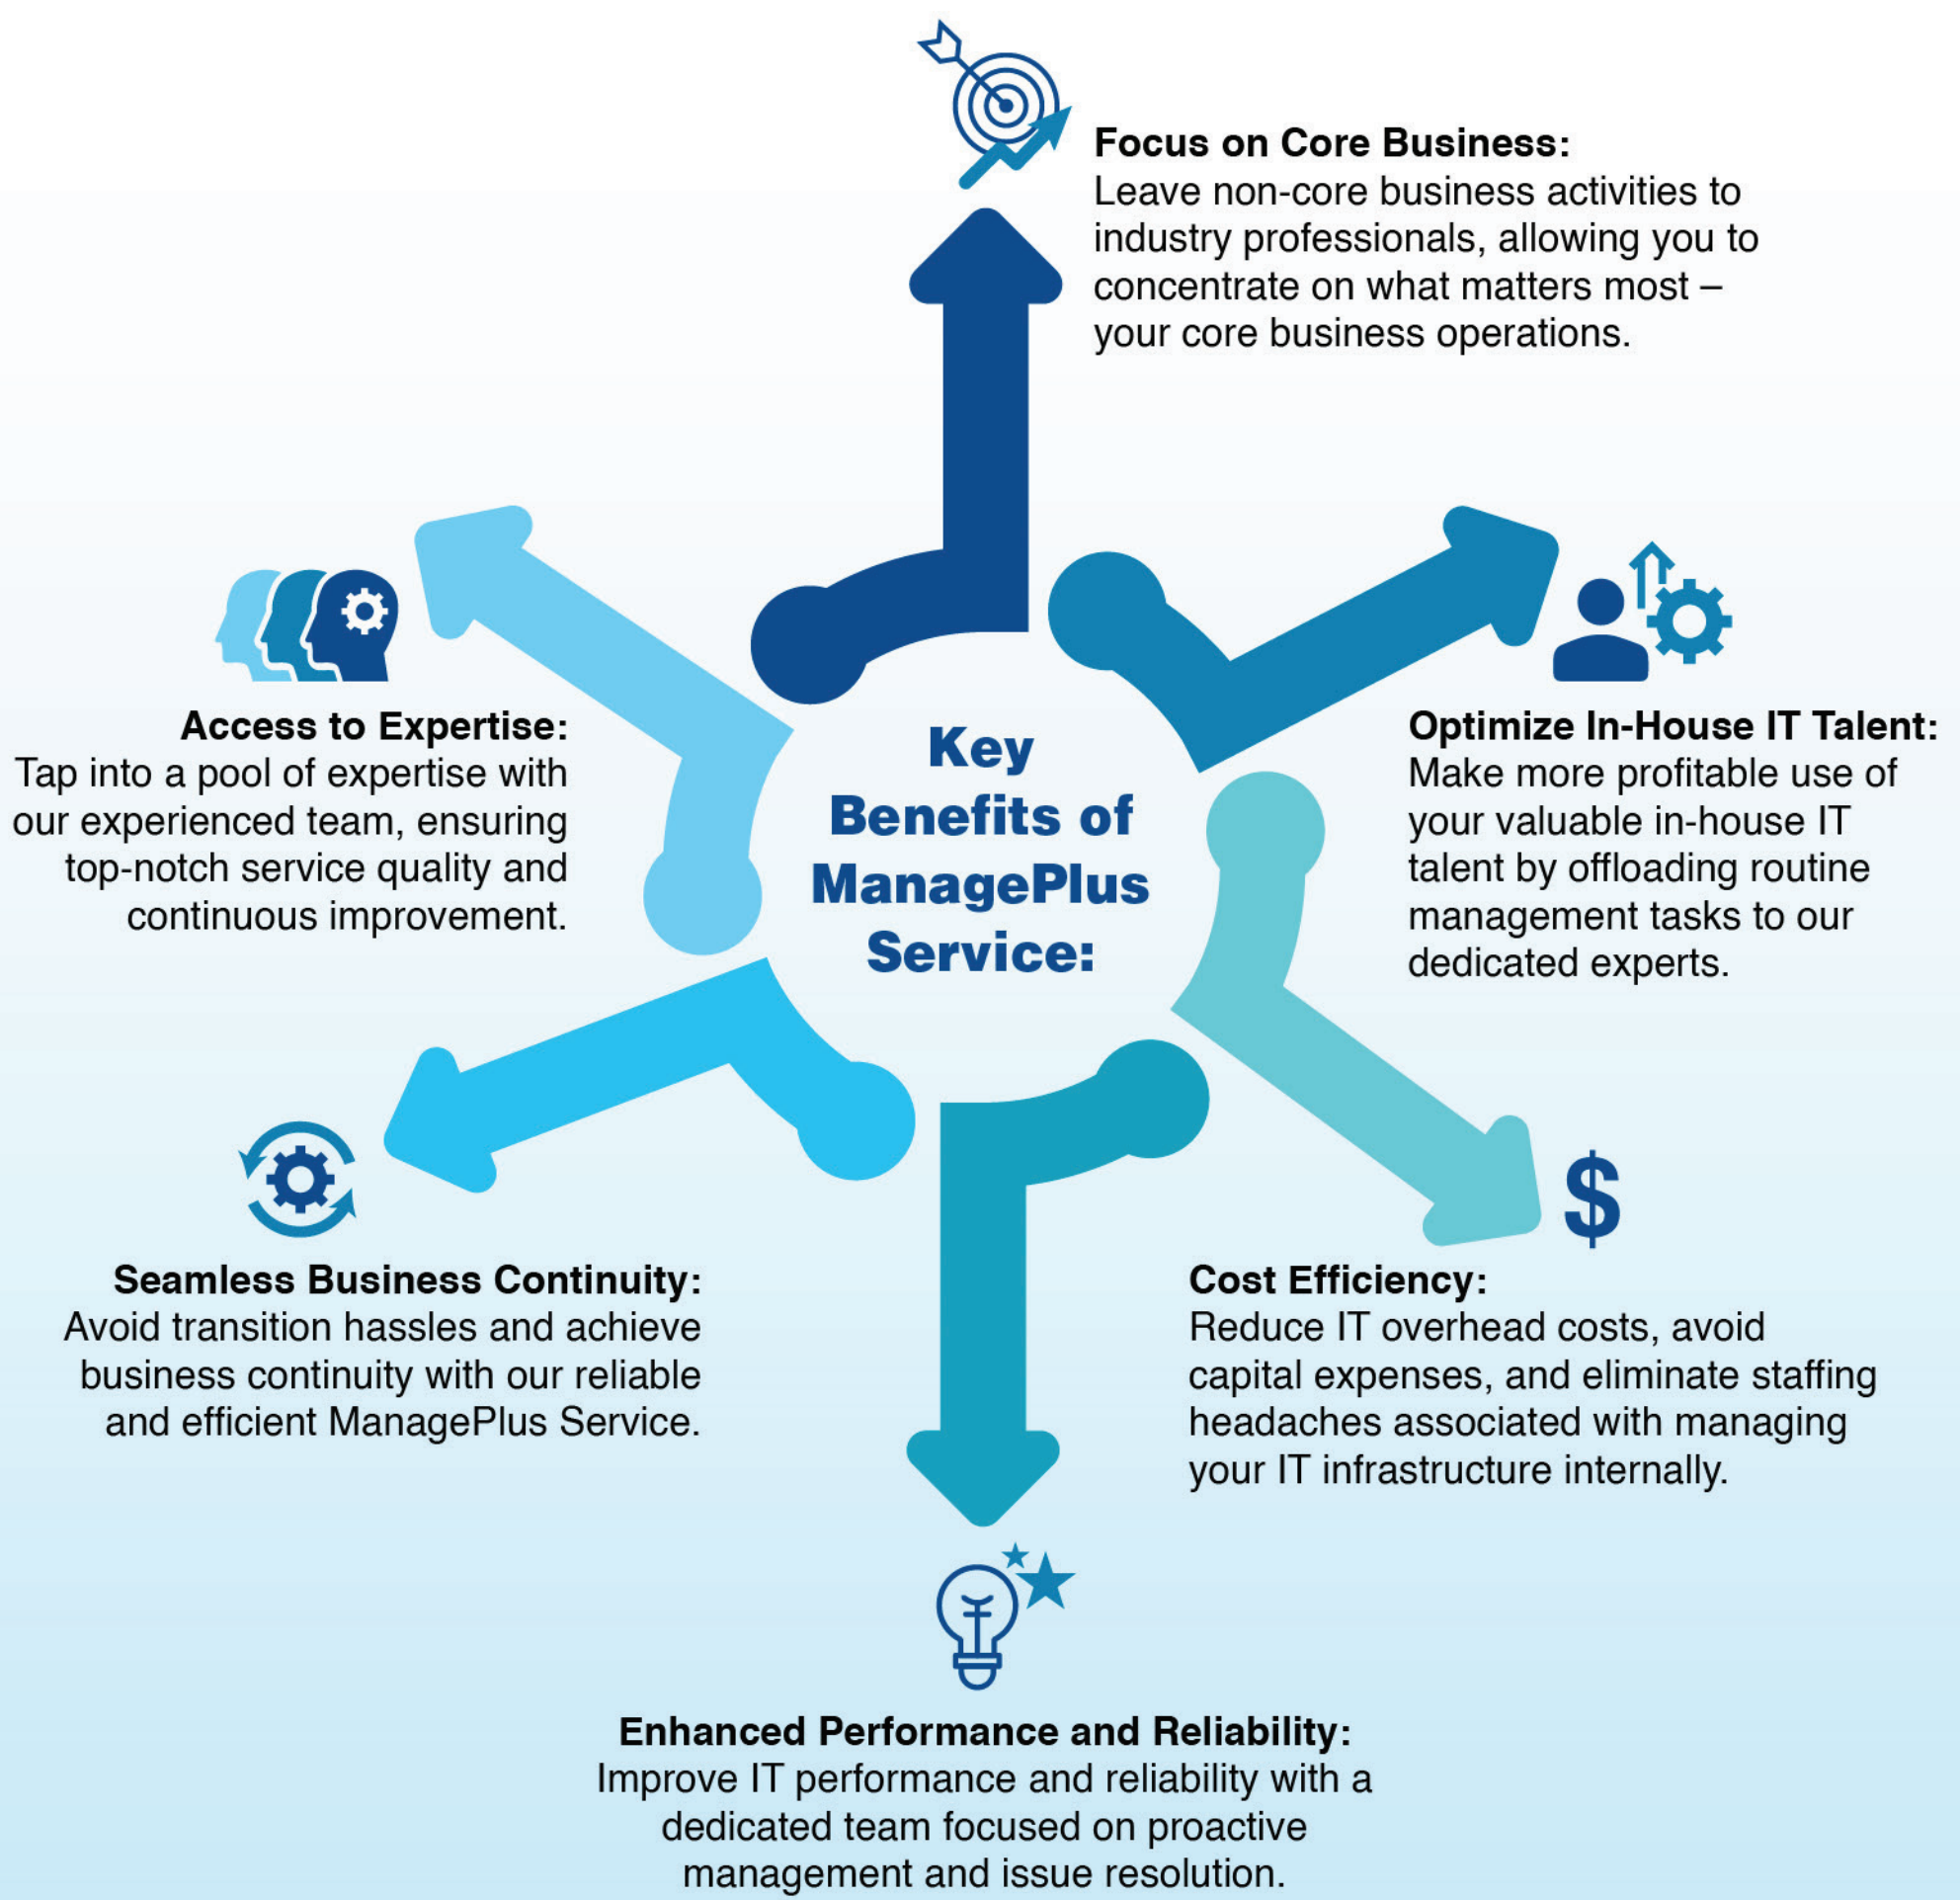 Focus on Core Business:
Leave non-core business activities to
industry professionals, allowing you to
concentrate on what matters most –
your core business operations.
Access to Expertise:
Tap into a pool of expertise with
our experienced team, ensuring
top-notch service quality and
continuous improvement.
Key
Benefits of
ManagePlus
Service:
Optimize In-House IT Talent:
Make more profitable use of
your valuable in-house IT
talent by offloading routine
management tasks to our
dedicated experts.
Seamless Business Continuity:
Avoid transition hassles and achieve
business continuity with our reliable
and efficient ManagePlus Service.
$
Cost Efficiency:
Reduce IT overhead costs, avoid
capital expenses, and eliminate staffing
headaches associated with managing
your IT infrastructure internally.
Enhanced Performance and Reliability:
Improve IT performance and reliability with a
dedicated team focused on proactive
management and issue resolution.